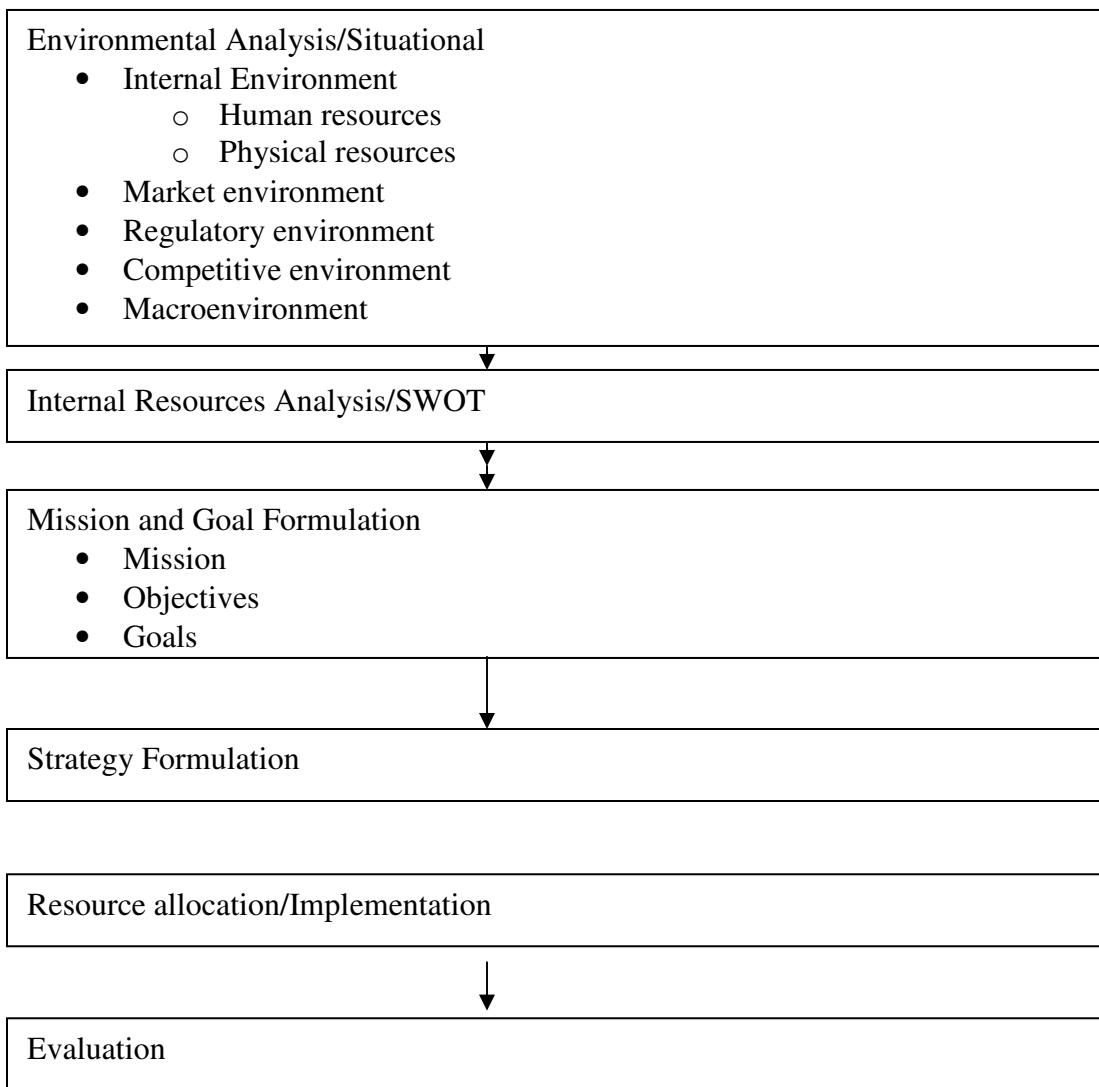 Environmental Analysis/Situational
• Internal Environment
o Human resources
o Physical resources
• Market environment
• Regulatory environment
• Competitive environment
• Macroenvironment
Internal Resources Analysis/SWOT
Mission and Goal Formulation
• Mission
• Objectives
• Goals
Strategy Formulation
Resource allocation/Implementation
Evaluation